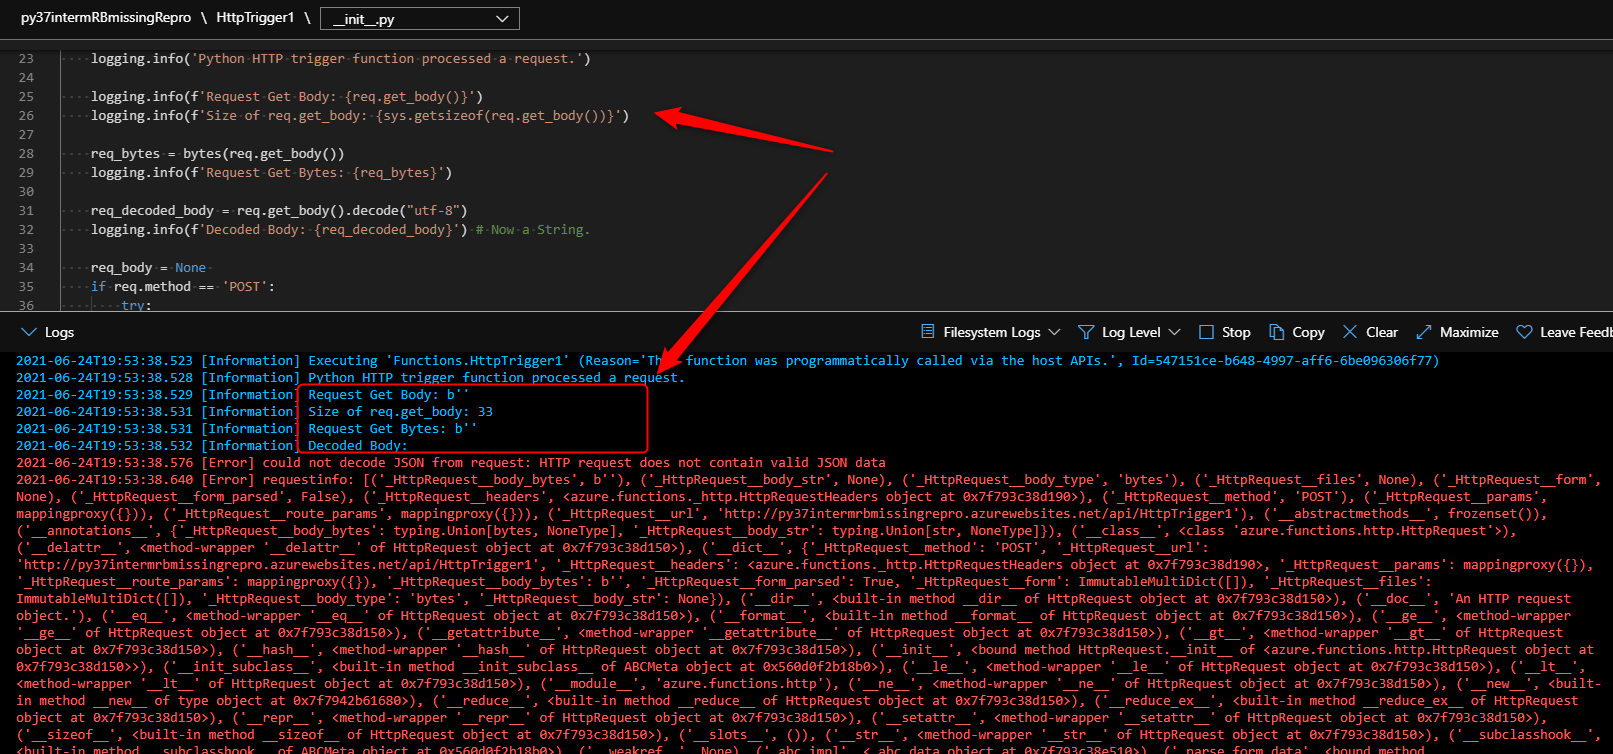 py37intermRBmissingRepro \ HttpTrigger1 \ __init__.py
23 logging.info('Python HTTP trigger function processed a request.')
24
25 logging.info(f'Request Get Body: {req.get_body()}')
26 logging.info(f'Size of req.get_body: {sys.getsizeof(req.get_body())}')
27
28 req_bytes = bytes(req.get_body())
29 logging.info(f'Request Get Bytes: {req_bytes}')
30
31 req_decoded_body = req.get_body().decode("utf-8")
32 logging.info(f'Decoded Body: {req_decoded_body}') # Now a String.
33
34 req_body = None
35 if req.method == 'POST':
36 try:
Logs Filesystem Logs Log Level Stop Copy Clear Maximize Leave Feedb
2021-06-24T19:53:38.523 [Information] Executing 'Functions.HttpTrigger1' (Reason='This function was programmatically called via the host APIs.', Id=547151ce-b648-4997-aff6-6be096306f77)
2021-06-24T19:53:38.528 [Information] Python HTTP trigger function processed a request.
2021-06-24T19:53:38.529 [Information] Request Get Body: b''
2021-06-24T19:53:38.531 [Information] Size of req.get_body: 33
2021-06-24T19:53:38.531 [Information] Request Get Bytes: b''
2021-06-24T19:53:38.532 [Information] Decoded Body:
2021-06-24T19:53:38.576 [Error] could not decode JSON from request: HTTP request does not contain valid JSON data
2021-06-24T19:53:38.640 [Error] requestinfo: [('_HttpRequest__body_bytes', b''), ('_HttpRequest__body_str', None), ('_HttpRequest__body_type', 'bytes'), ('_HttpRequest__files', None), ('_HttpRequest__form',
None), ('_HttpRequest__form_parsed', False), ('_HttpRequest__headers', <azure.functions._http.HttpRequestHeaders object at 0x7f793c38d190>), ('_HttpRequest__method', 'POST'), ('_HttpRequest__params',
mappingproxy({})), ('_HttpRequest__route_params', mappingproxy({})), ('_HttpRequest__url', 'http://py37intermrbmissingrepro.azurewebsites.net/api/HttpTrigger1'), ('__abstractmethods__', frozenset()),
('__annotations__', {'_HttpRequest__body_bytes': typing.Union[bytes, NoneType], '_HttpRequest__body_str': typing.Union[str, NoneType]}), ('__class__', <class 'azure.functions.http.HttpRequest'>),
('__delattr__', <method-wrapper '__delattr__' of HttpRequest object at 0x7f793c38d150>), ('__dict__', {'_HttpRequest__method': 'POST', '_HttpRequest__url':
'http://py37intermrbmissingrepro.azurewebsites.net/api/HttpTrigger1', '_HttpRequest__headers': <azure.functions._http.HttpRequestHeaders object at 0x7f793c38d190>, '_HttpRequest__params': mappingproxy({}),
'_HttpRequest__route_params': mappingproxy({}), '_HttpRequest__body_bytes': b'', '_HttpRequest__form_parsed': True, '_HttpRequest__form': ImmutableMultiDict([]), '_HttpRequest__files':
ImmutableMultiDict([]), '_HttpRequest__body_type': 'bytes', '_HttpRequest__body_str': None}), ('__dir__', <built-in method __dir__ of HttpRequest object at 0x7f793c38d150>), ('__doc__', 'An HTTP request
object.'), ('__eq__', <method-wrapper '__eq__' of HttpRequest object at 0x7f793c38d150>), ('__format__', <built-in method __format__ of HttpRequest object at 0x7f793c38d150>), ('__ge__', <method-wrapper
'__ge__' of HttpRequest object at 0x7f793c38d150>), ('__getattribute__', <method-wrapper '__getattribute__' of HttpRequest object at 0x7f793c38d150>), ('__gt__', <method-wrapper '__gt__' of HttpRequest
object at 0x7f793c38d150>), ('__hash__', <method-wrapper '__hash__' of HttpRequest object at 0x7f793c38d150>), ('__init__', <bound method HttpRequest.__init__ of <azure.functions.http.HttpRequest object at
0x7f793c38d150>>), ('__init_subclass__', <built-in method __init_subclass__ of ABCMeta object at 0x560d0f2b18b0>), ('__le__', <method-wrapper '__le__' of HttpRequest object at 0x7f793c38d150>), ('__lt__',
<method-wrapper '__lt__' of HttpRequest object at 0x7f793c38d150>), ('__module__', 'azure.functions.http'), ('__ne__', <method-wrapper '__ne__' of HttpRequest object at 0x7f793c38d150>), ('__new__', <built-
in method __new__ of type object at 0x7f7942b61680>), ('__reduce__', <built-in method __reduce__ of HttpRequest object at 0x7f793c38d150>), ('__reduce_ex__', <built-in method __reduce_ex__ of HttpRequest
object at 0x7f793c38d150>), ('__repr__', <method-wrapper '__repr__' of HttpRequest object at 0x7f793c38d150>), ('__setattr__', <method-wrapper '__setattr__' of HttpRequest object at 0x7f793c38d150>),
('__sizeof__', <built-in method __sizeof__ of HttpRequest object at 0x7f793c38d150>), ('__slots__', ()), ('__str__', <method-wrapper '__str__' of HttpRequest object at 0x7f793c38d150>), ('__subclasshook__',
<built-in method __subclasshook__ of ABCMeta object at 0x560d0f2b18b0>), ('__weakref__', None), ('_abc_impl', <_abc_data object at 0x7f793c38e510>), ('_parse_form_data', <bound method